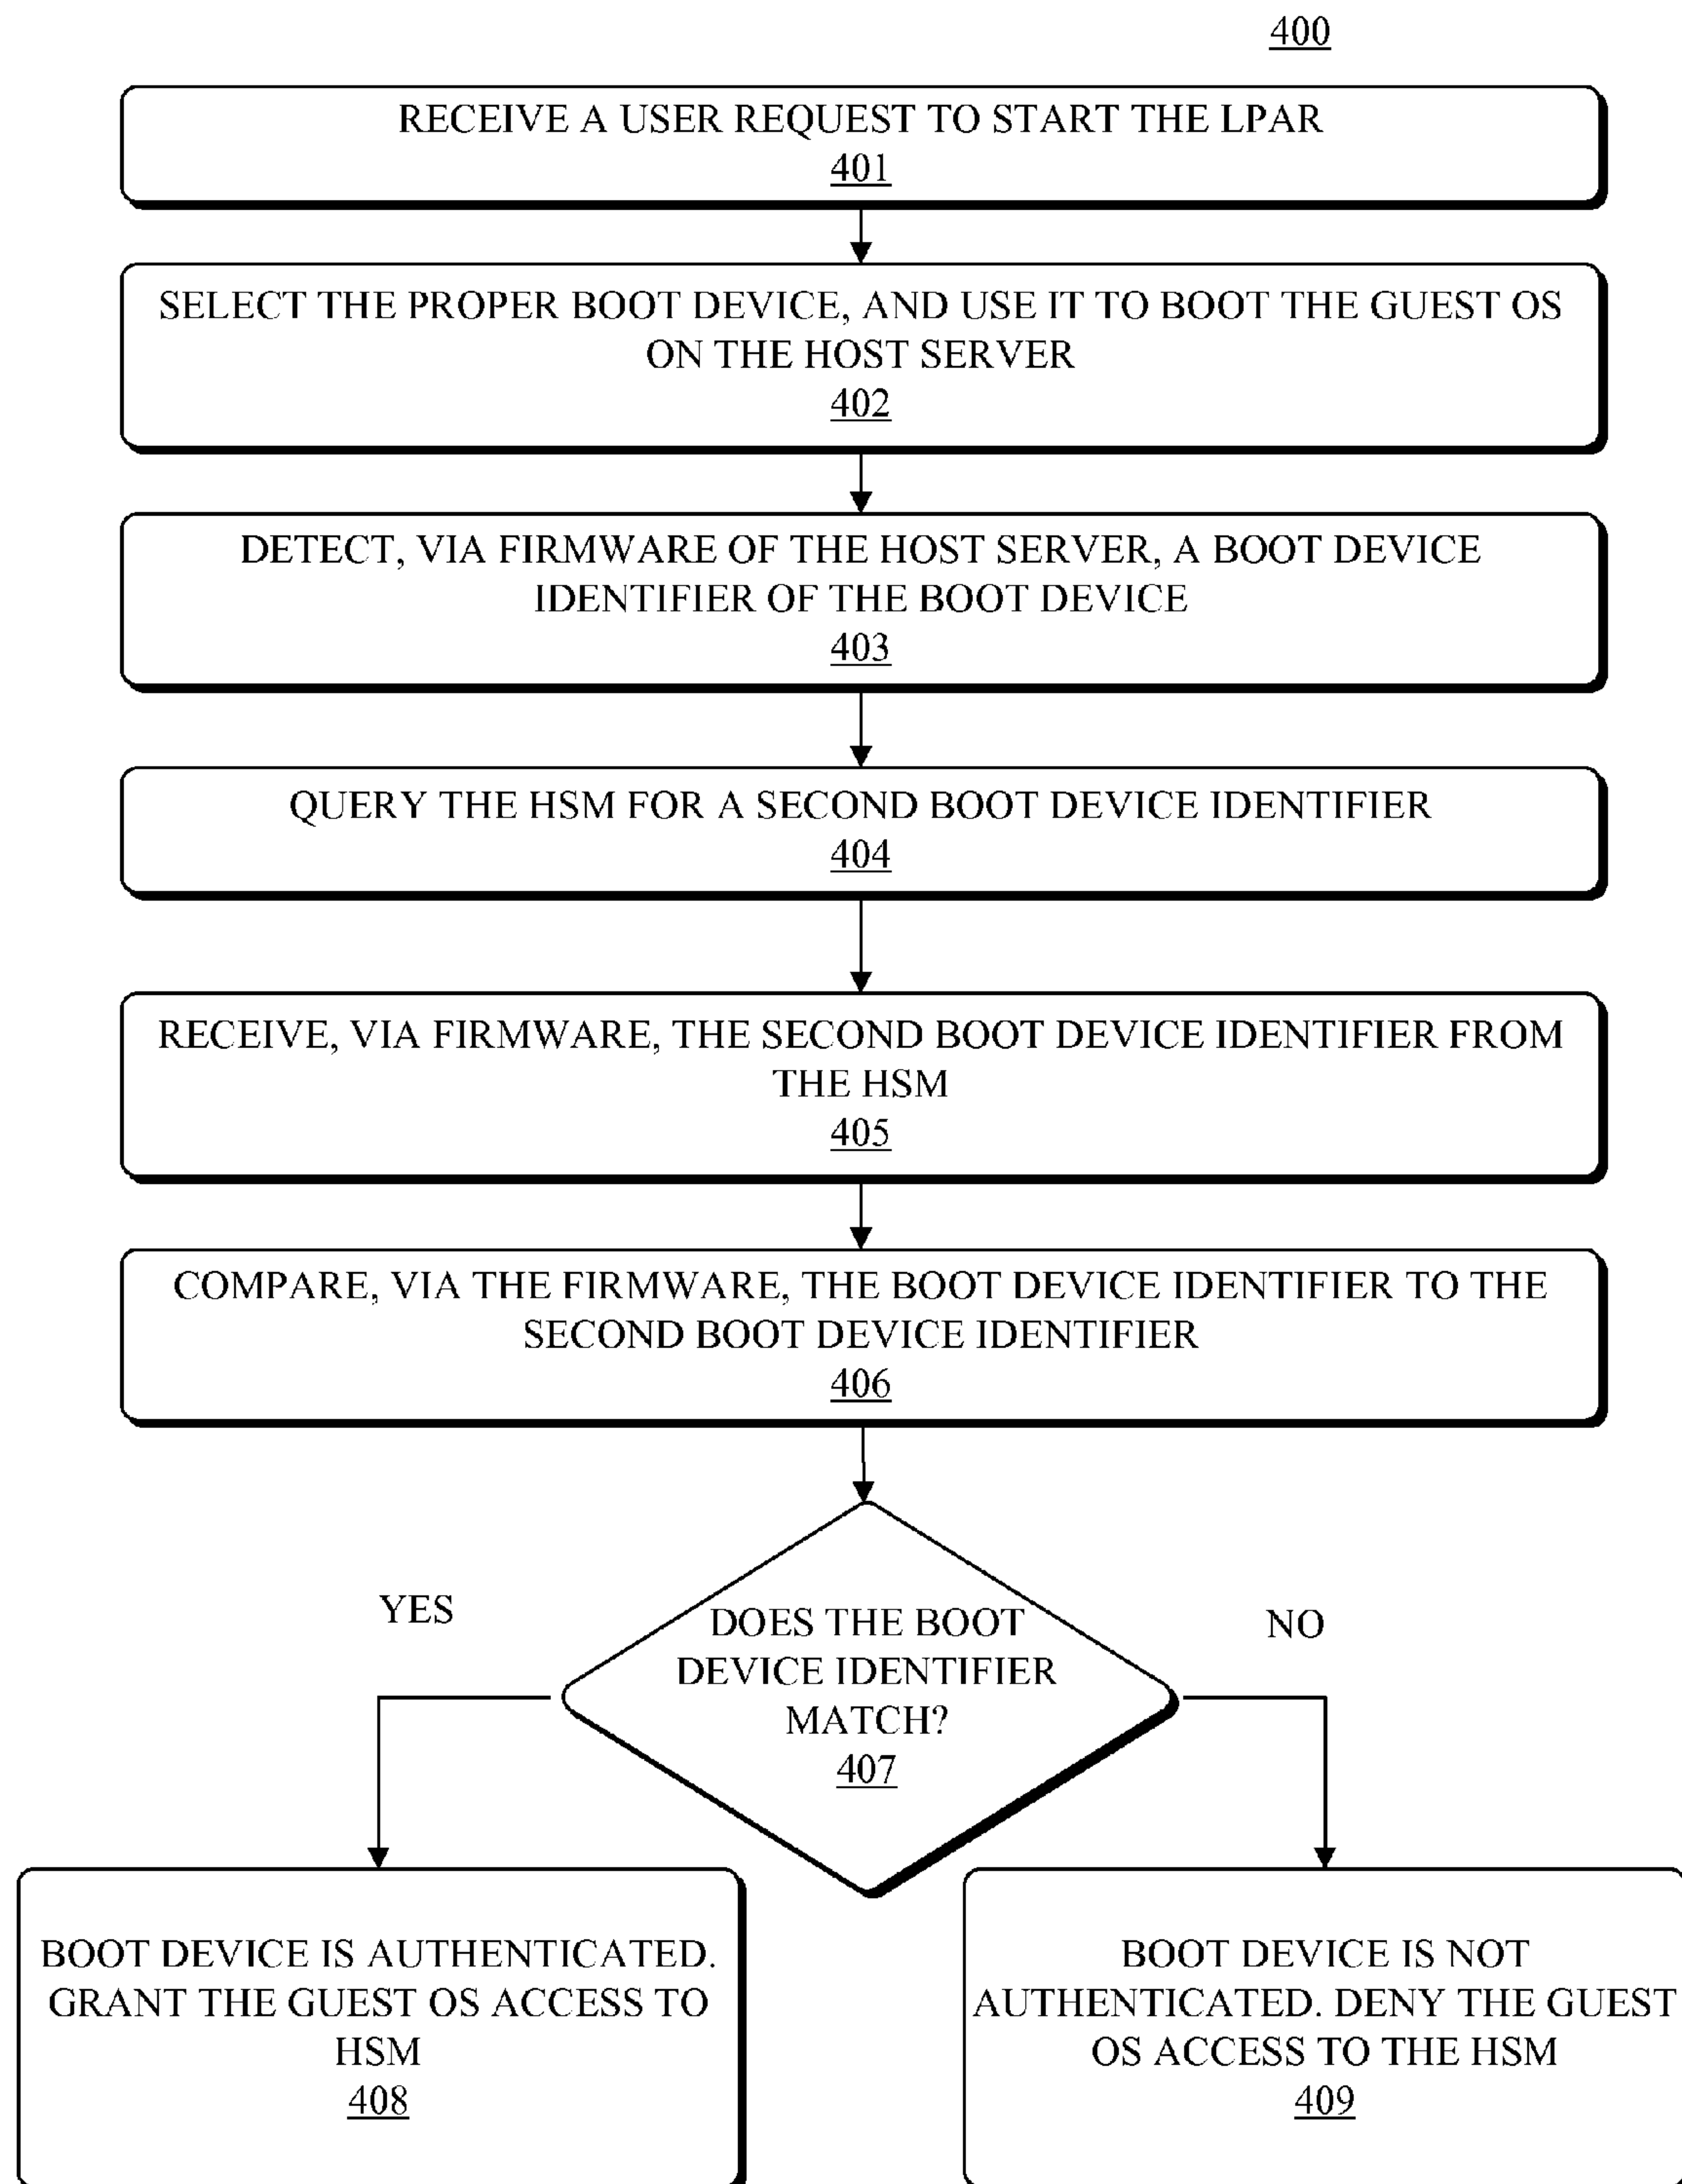 400
RECEIVE A USER REQUEST TO START THE LPAR
401
SELECT THE PROPER BOOT DEVICE, AND USE IT TO BOOT THE GUEST OS
ON THE HOST SERVER
402
DETECT, VIA FIRMWARE OF THE HOST SERVER, A BOOT DEVICE
IDENTIFIER OF THE BOOT DEVICE
403
QUERY THE HSM FOR A SECOND BOOT DEVICE IDENTIFIER
404
RECEIVE, VIA FIRMWARE, THE SECOND BOOT DEVICE IDENTIFIER FROM
THE HSM
405
COMPARE, VIA THE FIRMWARE, THE BOOT DEVICE IDENTIFIER TO THE
SECOND BOOT DEVICE IDENTIFIER
406
YES
NO
DOES THE BOOT
DEVICE IDENTIFIER
MATCH?
407
BOOT DEVICE IS AUTHENTICATED.
GRANT THE GUEST OS ACCESS TO
HSM
408
BOOT DEVICE IS NOT
AUTHENTICATED. DENY THE GUEST
OS ACCESS TO THE HSM
409